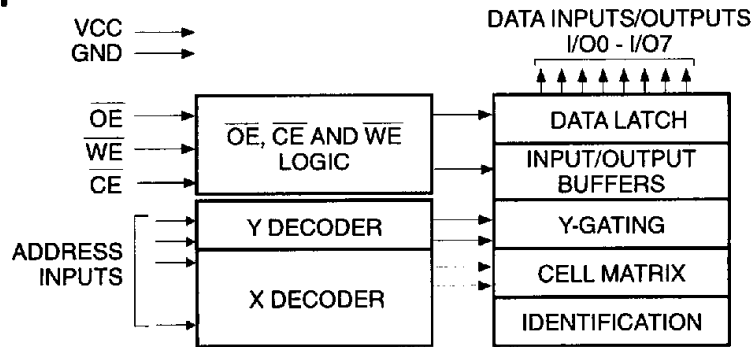 VCC
GND
DATA INPUTS/OUTPUTS
I/O0 - I/O7
OE
WE
CE
OE, CE AND WE
LOGIC
DATA LATCH
INPUT/OUTPUT
BUFFERS
ADDRESS
INPUTS
Y DECODER
Y-GATING
X DECODER
CELL MATRIX
IDENTIFICATION